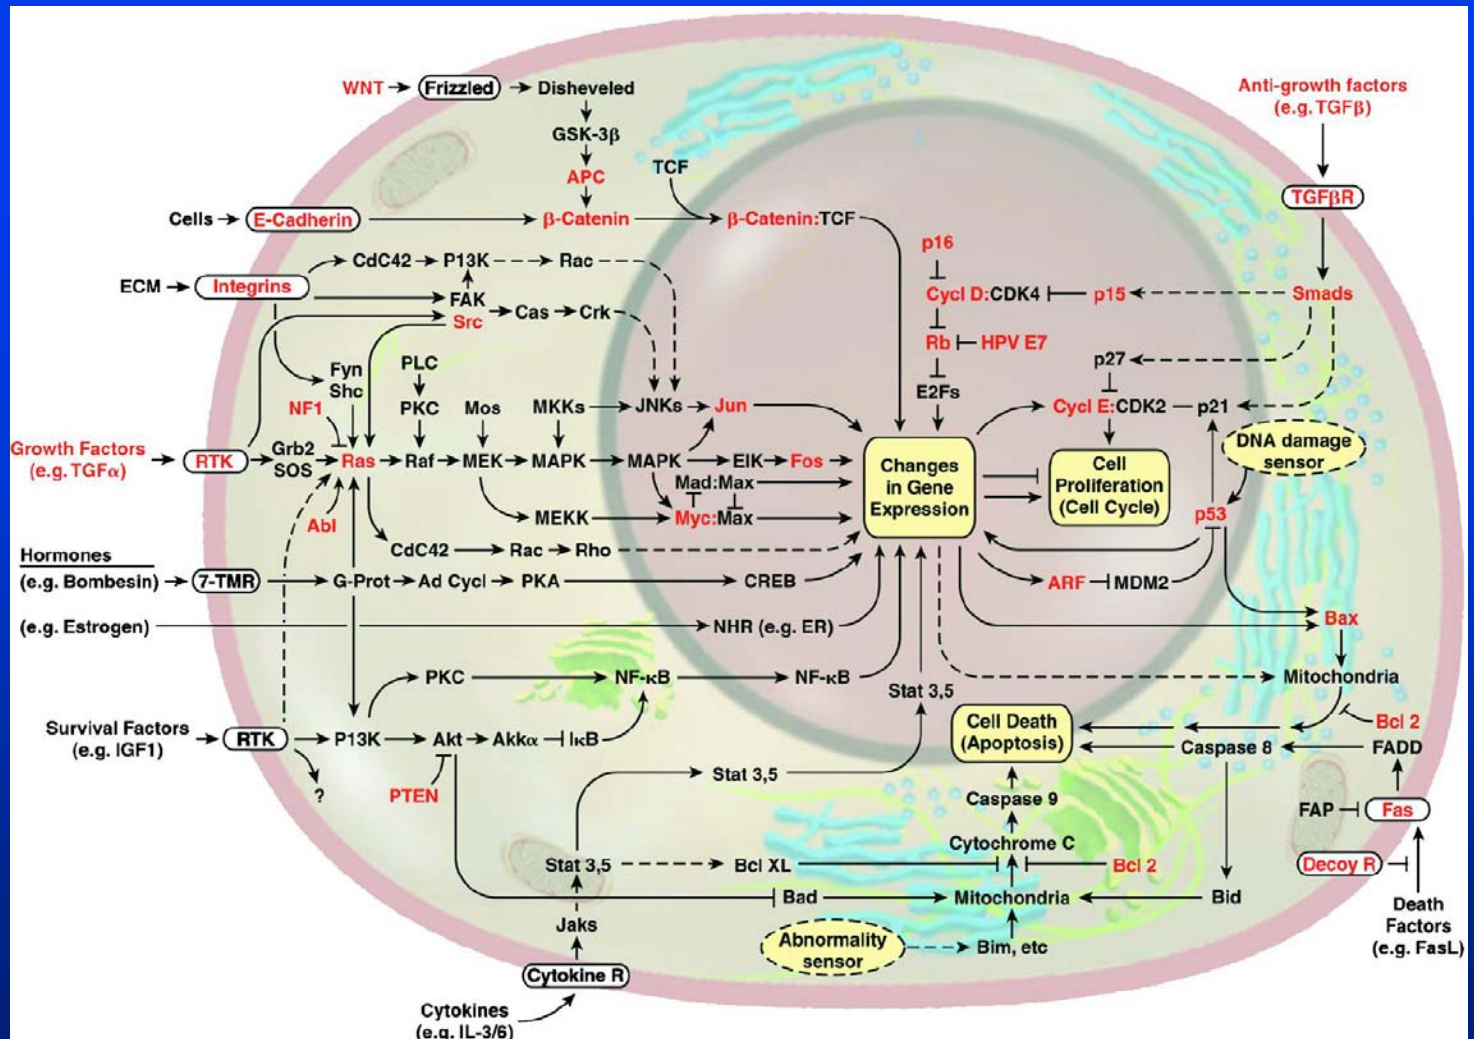 WNT
Frizzled
Disheveled
GSK-3β
APC
TCF
Cells
E-Cadherin
β-Catenin
β-Catenin:TCF
ECM
Integrins
CdC42
P13K
Rac
FAK
Src
Cas
Crk
Fyn
Shc
PLC
NF1
PKC
Mos
MKKs
JNKs
Jun
Growth Factors
(e.g. TGFα)
RTK
Grb2
SOS
Ras
Raf
MEK
MAPK
MAPK
ElK
Fos
Mad:Max
Abl
MEKK
Myc:Max
CdC42
Rac
Rho
Hormones
(e.g. Bombesin)
7-TMR
G-Prot
Ad Cycl
PKA
CREB
(e.g. Estrogen)
NHR (e.g. ER)
PKC
NF-κB
NF-κB
Stat 3,5
Survival Factors
(e.g. IGF1)
RTK
P13K
Akt
Akkα
IκB
?
PTEN
Stat 3,5
Stat 3,5
Bcl XL
Bad
Jaks
Cytokine R
Cytokines
(e.g. IL-3/6)
Anti-growth factors
(e.g. TGFβ)
TGFβR
Smads
p16
Cycl D:CDK4
p15
Rb
HPV E7
E2Fs
p27
Cycl E:CDK2
p21
DNA damage
sensor
Changes
in Gene
Expression
Cell
Proliferation
(Cell Cycle)
p53
ARF
MDM2
Bax
Mitochondria
Bcl 2
Cell Death
(Apoptosis)
Caspase 8
FADD
Caspase 9
FAP
Fas
Cytochrome C
Bcl 2
Decoy R
Mitochondria
Bid
Death
Factors
(e.g. FasL)
Abnormality
sensor
Bim, etc